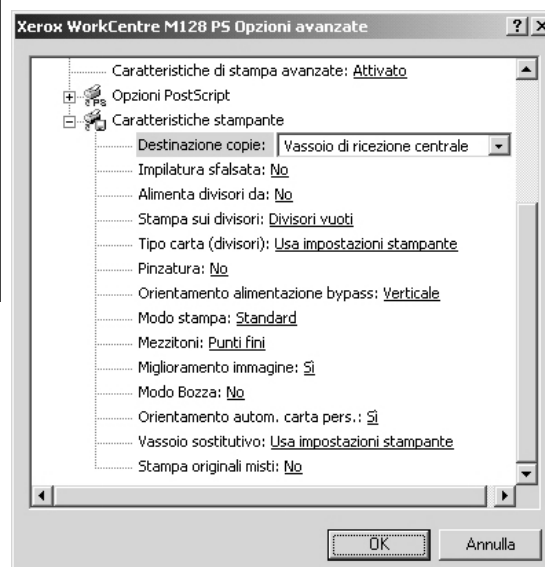 Xerox WorkCentre M128 PS Opzioni avanzate
Caratteristiche di stampa avanzate: Attivato
PS Opzioni PostScript
Caratteristiche stampante
Destinazione copie: Vassoio di ricezione centrale
Impilatura sfalsata: No
Alimenta divisori da: No
Stampa sui divisori: Divisori vuoti
Tipo carta (divisori): Usa impostazioni stampante
Pinzatura: No
Orientamento alimentazione bypass: Verticale
Modo stampa: Standard
Mezzitoni: Punti fini
Miglioramento immagine: Sì
Modo Bozza: No
Orientamento autom. carta pers.: Sì
Vassoio sostitutivo: Usa impostazioni stampante
Stampa originali misti: No
OK Annulla